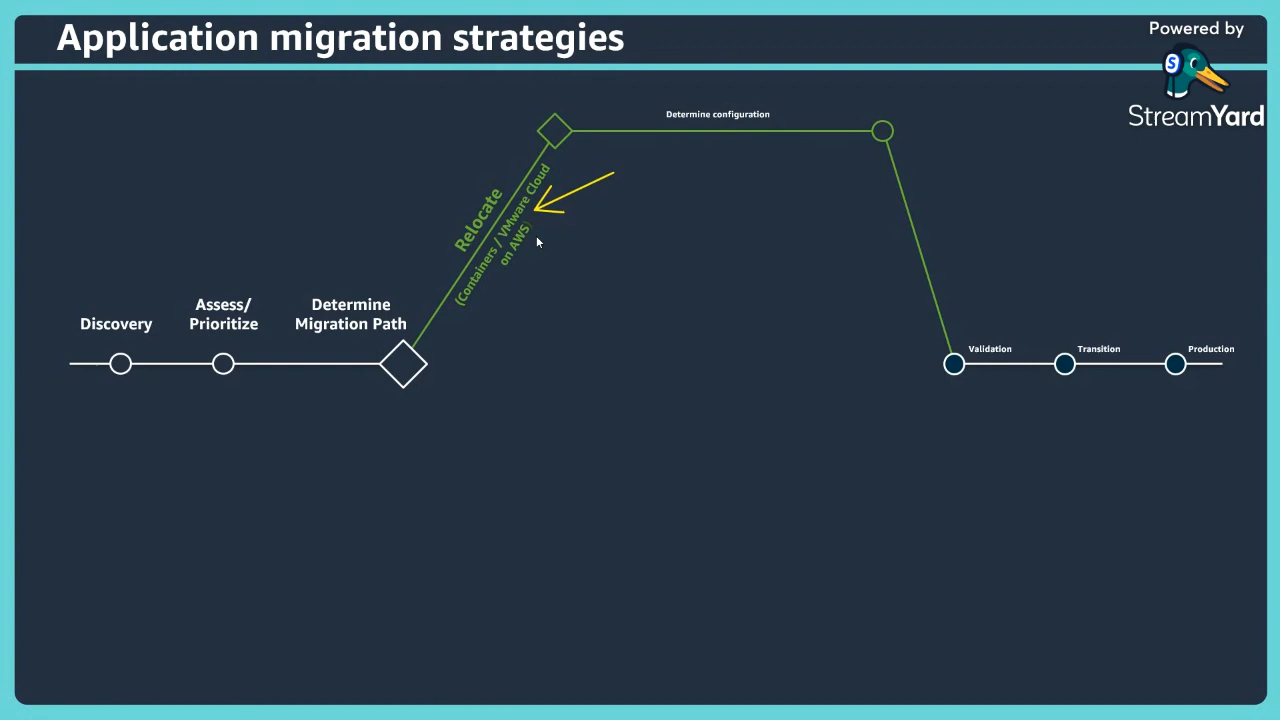 Application migration strategies
Powered by
S
StreamYard
Determine configuration
Relocate
(Containers / VMware Cloud
on AWS)
Discovery
Assess/
Prioritize
Determine
Migration Path
Validation
Transition
Production